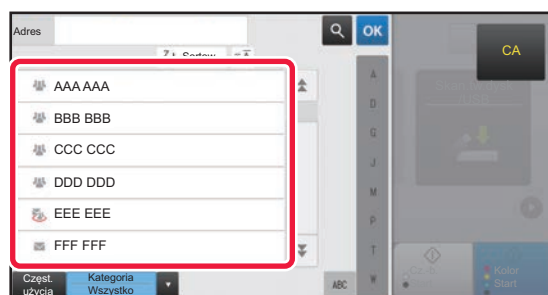 Adres
OK
CA
Sortow.
AAA AAA
BBB BBB
CCC CCC
DDD DDD
EEE EEE
FFF FFF
A
D
G
J
M
P
T
W
ABC
Częst.
użycia
Kategoria
Wszystko
Kolor
Start